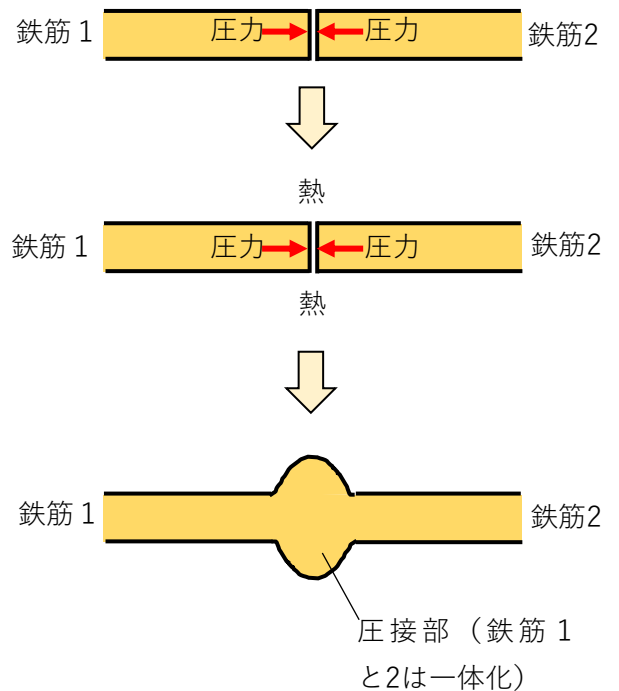 鉄筋１ 圧力 圧力 鉄筋2
熱
鉄筋１ 圧力 圧力 鉄筋2
熱
鉄筋１ 鉄筋2
圧接部（鉄筋１
と2は一体化）